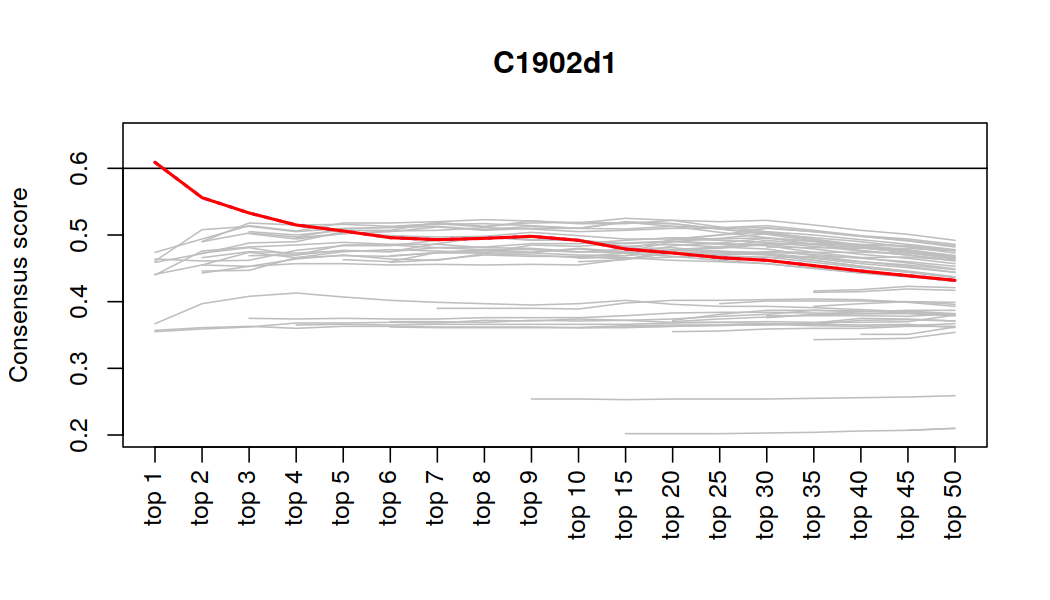 C1902d1
Consensus score
0.6
0.5
0.4
0.3
0.2
top 1
top 2
top 3
top 4
top 5
top 6
top 7
top 8
top 9
top 10
top 15
top 20
top 25
top 30
top 35
top 40
top 45
top 50